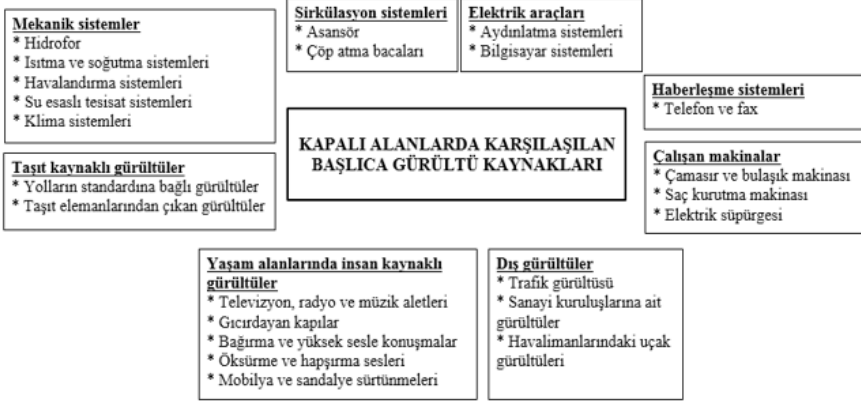 Mekanik sistemler
* Hidrofor
* Isıtma ve soğutma sistemleri
* Havalandırma sistemleri
* Su esaslı tesisat sistemleri
* Klima sistemleri
Sirkülasyon sistemleri
* Asansör
* Çöp atma bacaları
Elektrik araçları
* Aydınlatma sistemleri
* Bilgisayar sistemleri
Haberleşme sistemleri
* Telefon ve fax
KAPALI ALANLARDA KARŞILAŞILAN
BAŞLICA GÜRÜLTÜ KAYNAKLARI
Taşıt kaynaklı gürültüler
* Yolların standardına bağlı gürültüler
* Taşıt elemanlarından çıkan gürültüler
Çalışan makinalar
* Çamasır ve bulaşık makinası
* Saç kurutma makinası
* Elektrik süpürgesi
Yaşam alanlarında insan kaynaklı
gürültüler
* Televizyon, radyo ve müzik aletleri
* Gıcırdayan kapılar
* Bağırma ve yüksek sesle konuşmalar
* Öksürme ve hapşırma sesleri
* Mobilya ve sandalye sürtünmeleri
Dış gürültüler
* Trafik gürültüsü
* Sanayi kuruluşlarına ait
gürültüler
* Havalimanlarındaki uçak
gürültüleri